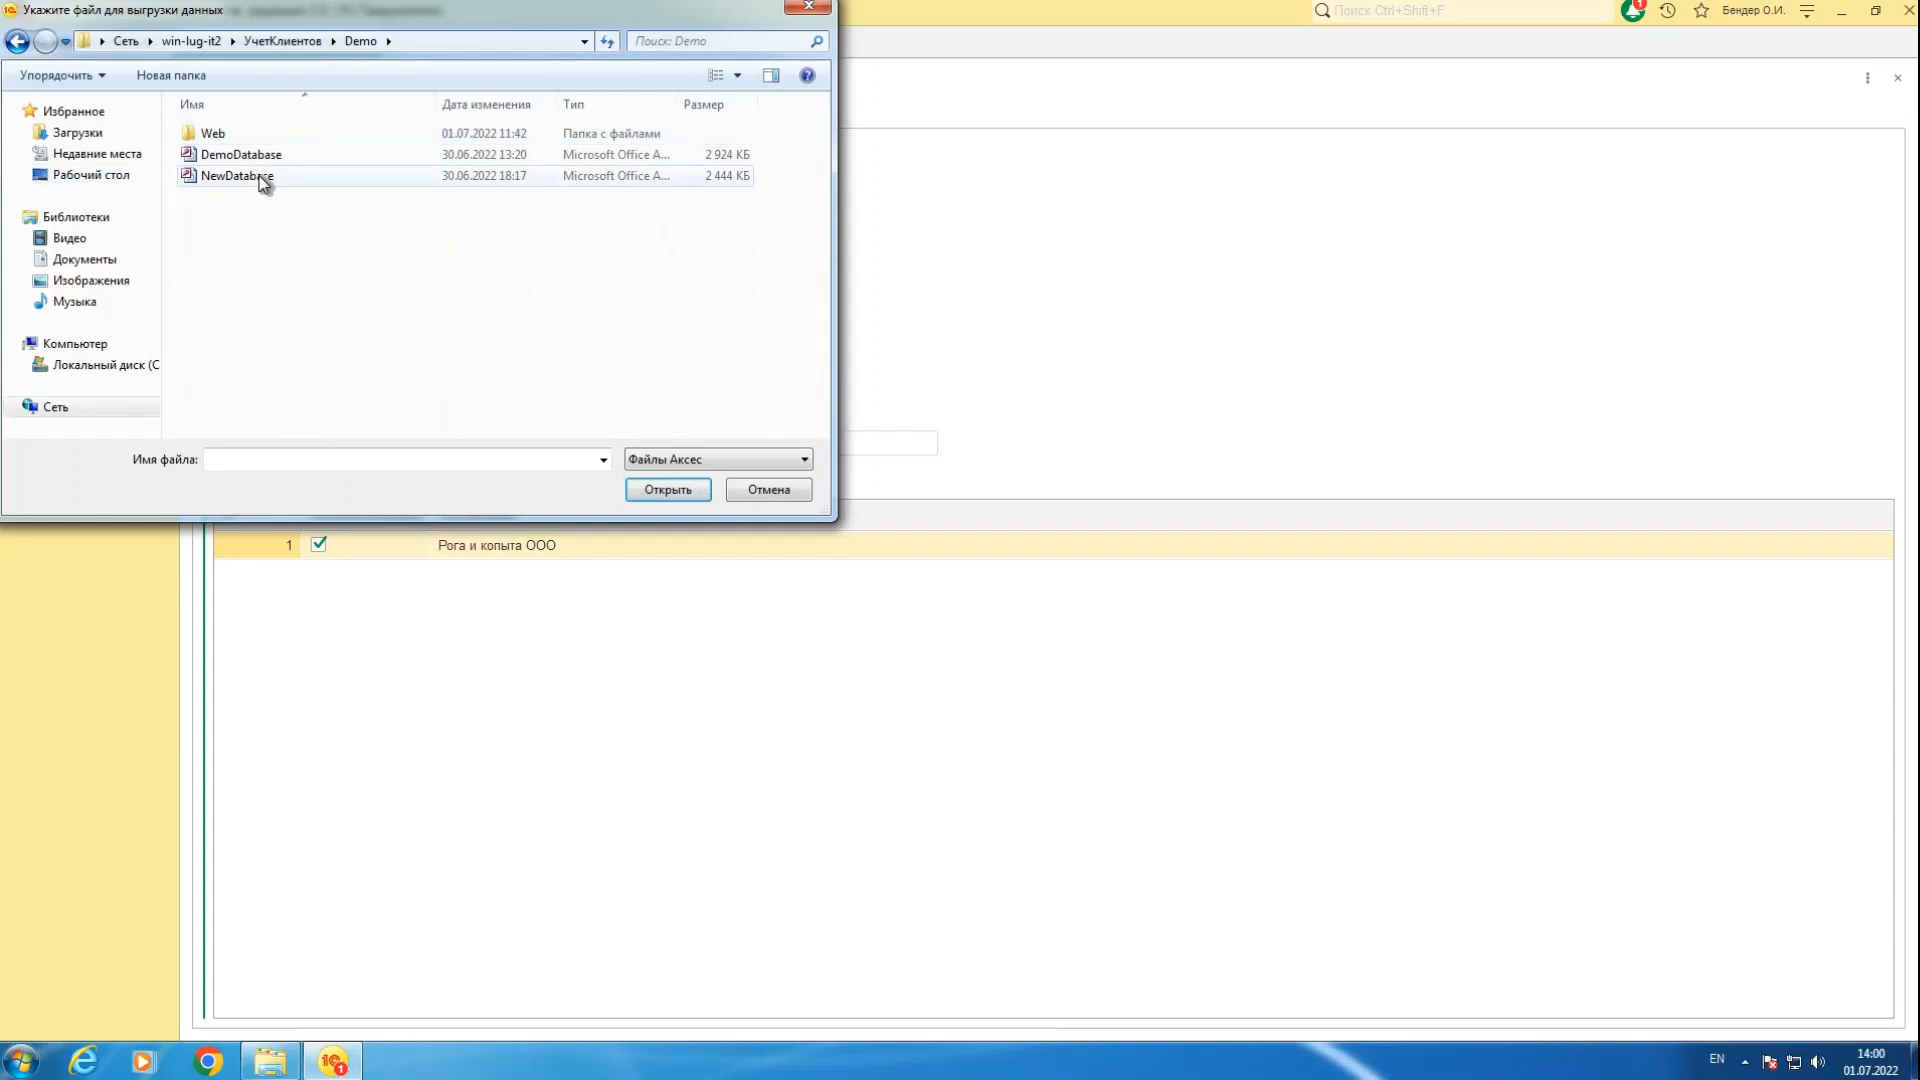 Укажите файл для выгрузки данных
Поиск Ctrl+Shift+F
1
Бендер О.И.
Сеть
win-lug-it2
УчетКлиентов
Demo
Поиск: Demo
Упорядочить
Новая папка
Имя
Дата изменения
Тип
Размер
Web
01.07.2022 11:42
Папка с файлами
DemoDatabase
30.06.2022 13:20
Microsoft Office A...
2 924 КБ
NewDatabase
30.06.2022 18:17
Microsoft Office A...
2 444 КБ
Избранное
Загрузки
Недавние места
Рабочий стол
Библиотеки
Видео
Документы
Изображения
Музыка
Компьютер
Локальный диск (C
Сеть
Имя файла:
Файлы Аксес
Открыть
Отмена
1
Рога и копыта ООО
EN
14:00
01.07.2022